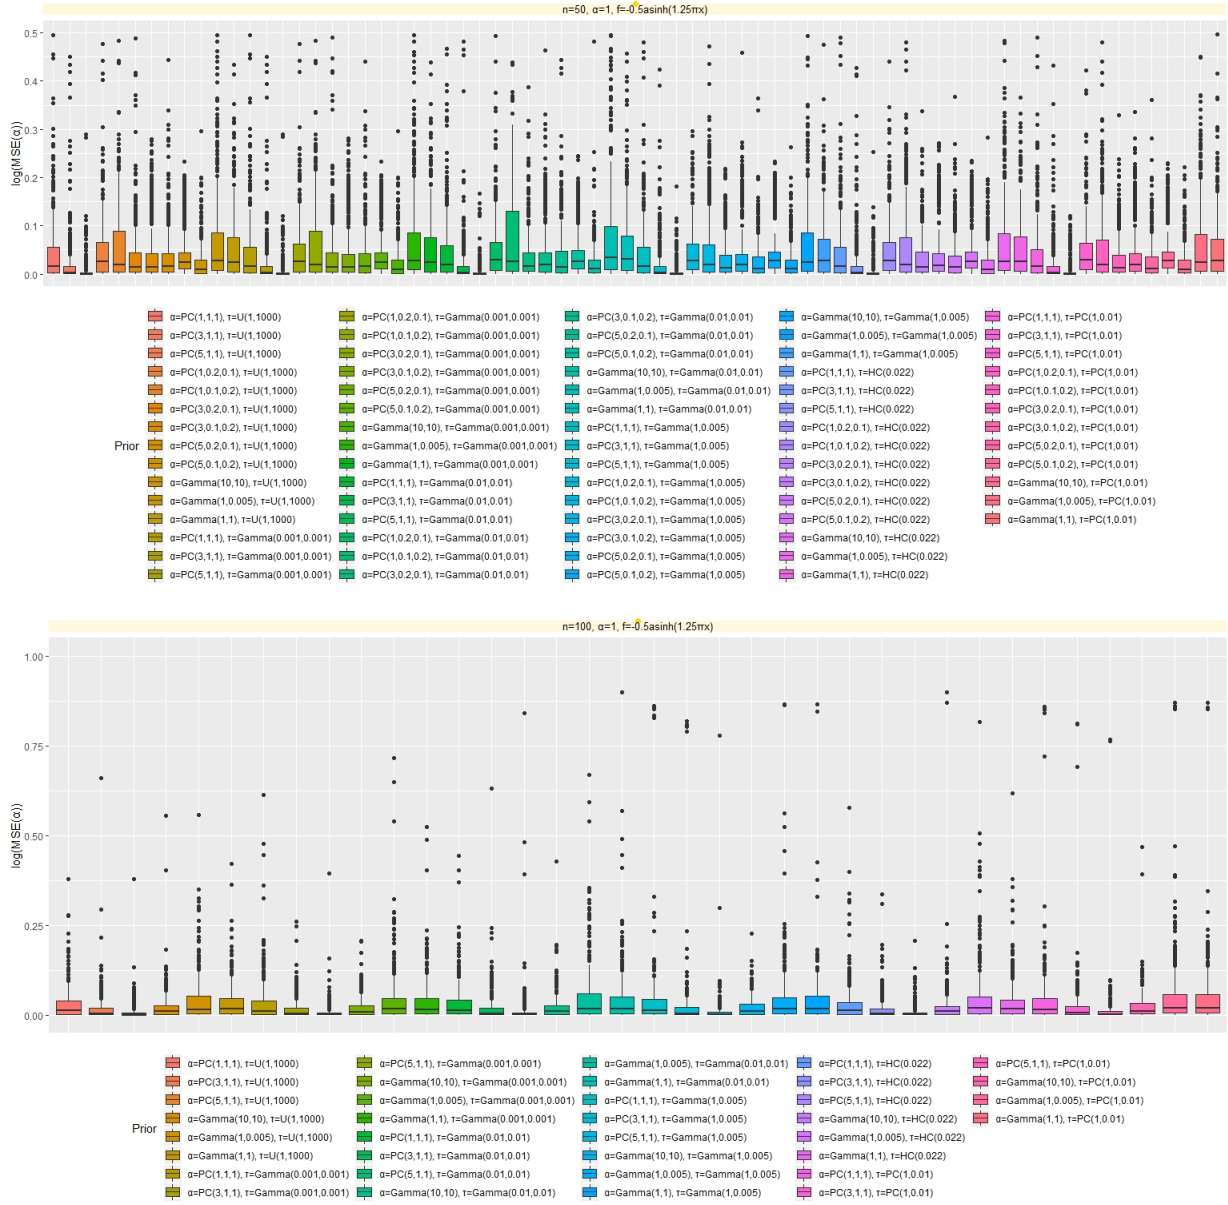 n=50, α=1, f=-0.5asinh(1.25πx)
log(MSE(α))
0.5
0.4
0.3
0.2
0.1
0.0
Prior
α=PC(1,1,1), τ=U(1,1000)
α=PC(3,1,1), τ=U(1,1000)
α=PC(5,1,1), τ=U(1,1000)
α=PC(1,0.2,0.1), τ=U(1,1000)
α=PC(1,0.1,0.2), τ=U(1,1000)
α=PC(3,0.2,0.1), τ=U(1,1000)
α=PC(3,0.1,0.2), τ=U(1,1000)
α=PC(5,0.2,0.1), τ=U(1,1000)
α=PC(5,0.1,0.2), τ=U(1,1000)
α=Gamma(10,10), τ=U(1,1000)
α=Gamma(1,0.005), τ=U(1,1000)
α=Gamma(1,1), τ=U(1,1000)
α=PC(1,1,1), τ=Gamma(0.001,0.001)
α=PC(3,1,1), τ=Gamma(0.001,0.001)
α=PC(5,1,1), τ=Gamma(0.001,0.001)
α=PC(1,0.2,0.1), τ=Gamma(0.001,0.001)
α=PC(1,0.1,0.2), τ=Gamma(0.001,0.001)
α=PC(3,0.2,0.1), τ=Gamma(0.001,0.001)
α=PC(3,0.1,0.2), τ=Gamma(0.001,0.001)
α=PC(5,0.2,0.1), τ=Gamma(0.001,0.001)
α=PC(5,0.1,0.2), τ=Gamma(0.001,0.001)
α=Gamma(10,10), τ=Gamma(0.001,0.001)
α=Gamma(1,0.005), τ=Gamma(0.001,0.001)
α=Gamma(1,1), τ=Gamma(0.001,0.001)
α=PC(1,1,1), τ=Gamma(0.01,0.01)
α=PC(3,1,1), τ=Gamma(0.01,0.01)
α=PC(5,1,1), τ=Gamma(0.01,0.01)
α=PC(1,0.2,0.1), τ=Gamma(0.01,0.01)
α=PC(1,0.1,0.2), τ=Gamma(0.01,0.01)
α=PC(3,0.2,0.1), τ=Gamma(0.01,0.01)
α=PC(3,0.1,0.2), τ=Gamma(0.01,0.01)
α=PC(5,0.2,0.1), τ=Gamma(0.01,0.01)
α=PC(5,0.1,0.2), τ=Gamma(0.01,0.01)
α=Gamma(10,10), τ=Gamma(0.01,0.01)
α=Gamma(1,0.005), τ=Gamma(0.01,0.01)
α=Gamma(1,1), τ=Gamma(0.01,0.01)
α=PC(1,1,1), τ=Gamma(1,0.005)
α=PC(3,1,1), τ=Gamma(1,0.005)
α=PC(5,1,1), τ=Gamma(1,0.005)
α=PC(1,0.2,0.1), τ=Gamma(1,0.005)
α=PC(1,0.1,0.2), τ=Gamma(1,0.005)
α=PC(3,0.2,0.1), τ=Gamma(1,0.005)
α=PC(3,0.1,0.2), τ=Gamma(1,0.005)
α=PC(5,0.2,0.1), τ=Gamma(1,0.005)
α=PC(5,0.1,0.2), τ=Gamma(1,0.005)
α=Gamma(10,10), τ=Gamma(1,0.005)
α=Gamma(1,0.005), τ=Gamma(1,0.005)
α=Gamma(1,1), τ=Gamma(1,0.005)
α=PC(1,1,1), τ=HC(0.022)
α=PC(3,1,1), τ=HC(0.022)
α=PC(5,1,1), τ=HC(0.022)
α=PC(1,0.2,0.1), τ=HC(0.022)
α=PC(1,0.1,0.2), τ=HC(0.022)
α=PC(3,0.2,0.1), τ=HC(0.022)
α=PC(3,0.1,0.2), τ=HC(0.022)
α=PC(5,0.2,0.1), τ=HC(0.022)
α=PC(5,0.1,0.2), τ=HC(0.022)
α=Gamma(10,10), τ=HC(0.022)
α=Gamma(1,0.005), τ=HC(0.022)
α=Gamma(1,1), τ=HC(0.022)
α=PC(1,1,1), τ=PC(1,0.01)
α=PC(3,1,1), τ=PC(1,0.01)
α=PC(5,1,1), τ=PC(1,0.01)
α=PC(1,0.2,0.1), τ=PC(1,0.01)
α=PC(1,0.1,0.2), τ=PC(1,0.01)
α=PC(3,0.2,0.1), τ=PC(1,0.01)
α=PC(3,0.1,0.2), τ=PC(1,0.01)
α=PC(5,0.2,0.1), τ=PC(1,0.01)
α=PC(5,0.1,0.2), τ=PC(1,0.01)
α=Gamma(10,10), τ=PC(1,0.01)
α=Gamma(1,0.005), τ=PC(1,0.01)
α=Gamma(1,1), τ=PC(1,0.01)
n=100, α=1, f=-0.5asinh(1.25πx)
log(MSE(α))
1.00
0.75
0.50
0.25
0.00
Prior
α=PC(1,1,1), τ=U(1,1000)
α=PC(3,1,1), τ=U(1,1000)
α=PC(5,1,1), τ=U(1,1000)
α=Gamma(10,10), τ=U(1,1000)
α=Gamma(1,0.005), τ=U(1,1000)
α=Gamma(1,1), τ=U(1,1000)
α=PC(1,1,1), τ=Gamma(0.001,0.001)
α=PC(3,1,1), τ=Gamma(0.001,0.001)
α=PC(5,1,1), τ=Gamma(0.001,0.001)
α=Gamma(10,10), τ=Gamma(0.001,0.001)
α=Gamma(1,0.005), τ=Gamma(0.001,0.001)
α=Gamma(1,1), τ=Gamma(0.001,0.001)
α=PC(1,1,1), τ=Gamma(0.01,0.01)
α=PC(3,1,1), τ=Gamma(0.01,0.01)
α=PC(5,1,1), τ=Gamma(0.01,0.01)
α=Gamma(10,10), τ=Gamma(0.01,0.01)
α=Gamma(1,0.005), τ=Gamma(0.01,0.01)
α=Gamma(1,1), τ=Gamma(0.01,0.01)
α=PC(1,1,1), τ=Gamma(1,0.005)
α=PC(3,1,1), τ=Gamma(1,0.005)
α=PC(5,1,1), τ=Gamma(1,0.005)
α=Gamma(10,10), τ=Gamma(1,0.005)
α=Gamma(1,0.005), τ=Gamma(1,0.005)
α=Gamma(1,1), τ=Gamma(1,0.005)
α=PC(1,1,1), τ=HC(0.022)
α=PC(3,1,1), τ=HC(0.022)
α=PC(5,1,1), τ=HC(0.022)
α=Gamma(10,10), τ=HC(0.022)
α=Gamma(1,0.005), τ=HC(0.022)
α=Gamma(1,1), τ=HC(0.022)
α=PC(1,1,1), τ=PC(1,0.01)
α=PC(3,1,1), τ=PC(1,0.01)
α=PC(5,1,1), τ=PC(1,0.01)
α=Gamma(10,10), τ=PC(1,0.01)
α=Gamma(1,0.005), τ=PC(1,0.01)
α=Gamma(1,1), τ=PC(1,0.01)